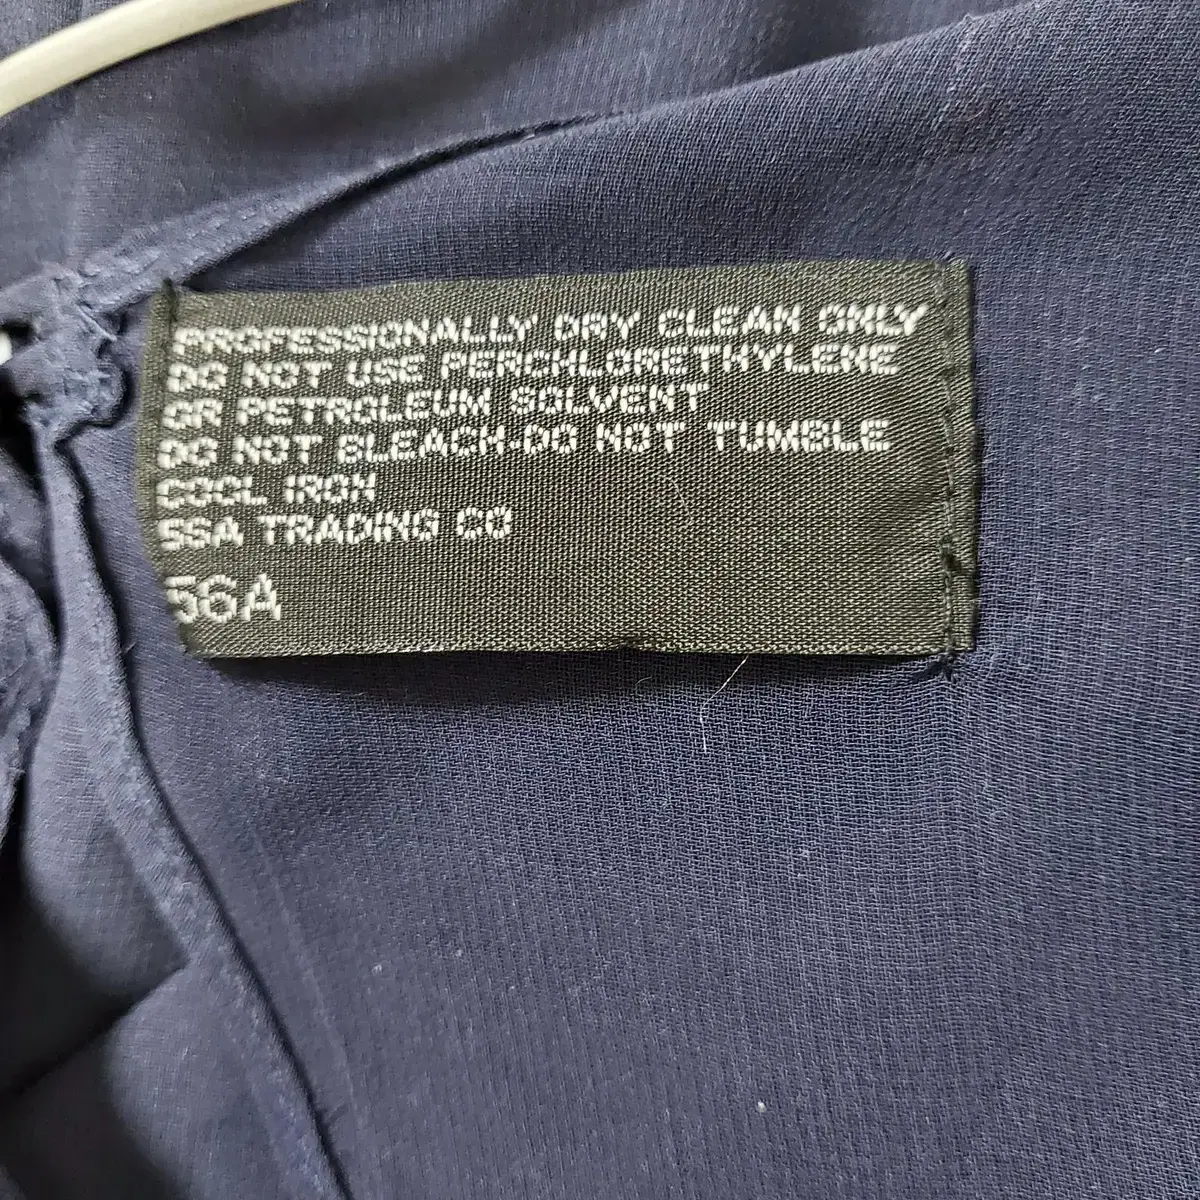 PROFESSIONALLY DRY CLEAN ONLY
DO NOT USE PERCHLORETHYLENE
OR PETROLEUM SOLVENT
DO NOT BLEACH-DO NOT TUMBLE
COOL IRON
SSA TRADING CO
56A